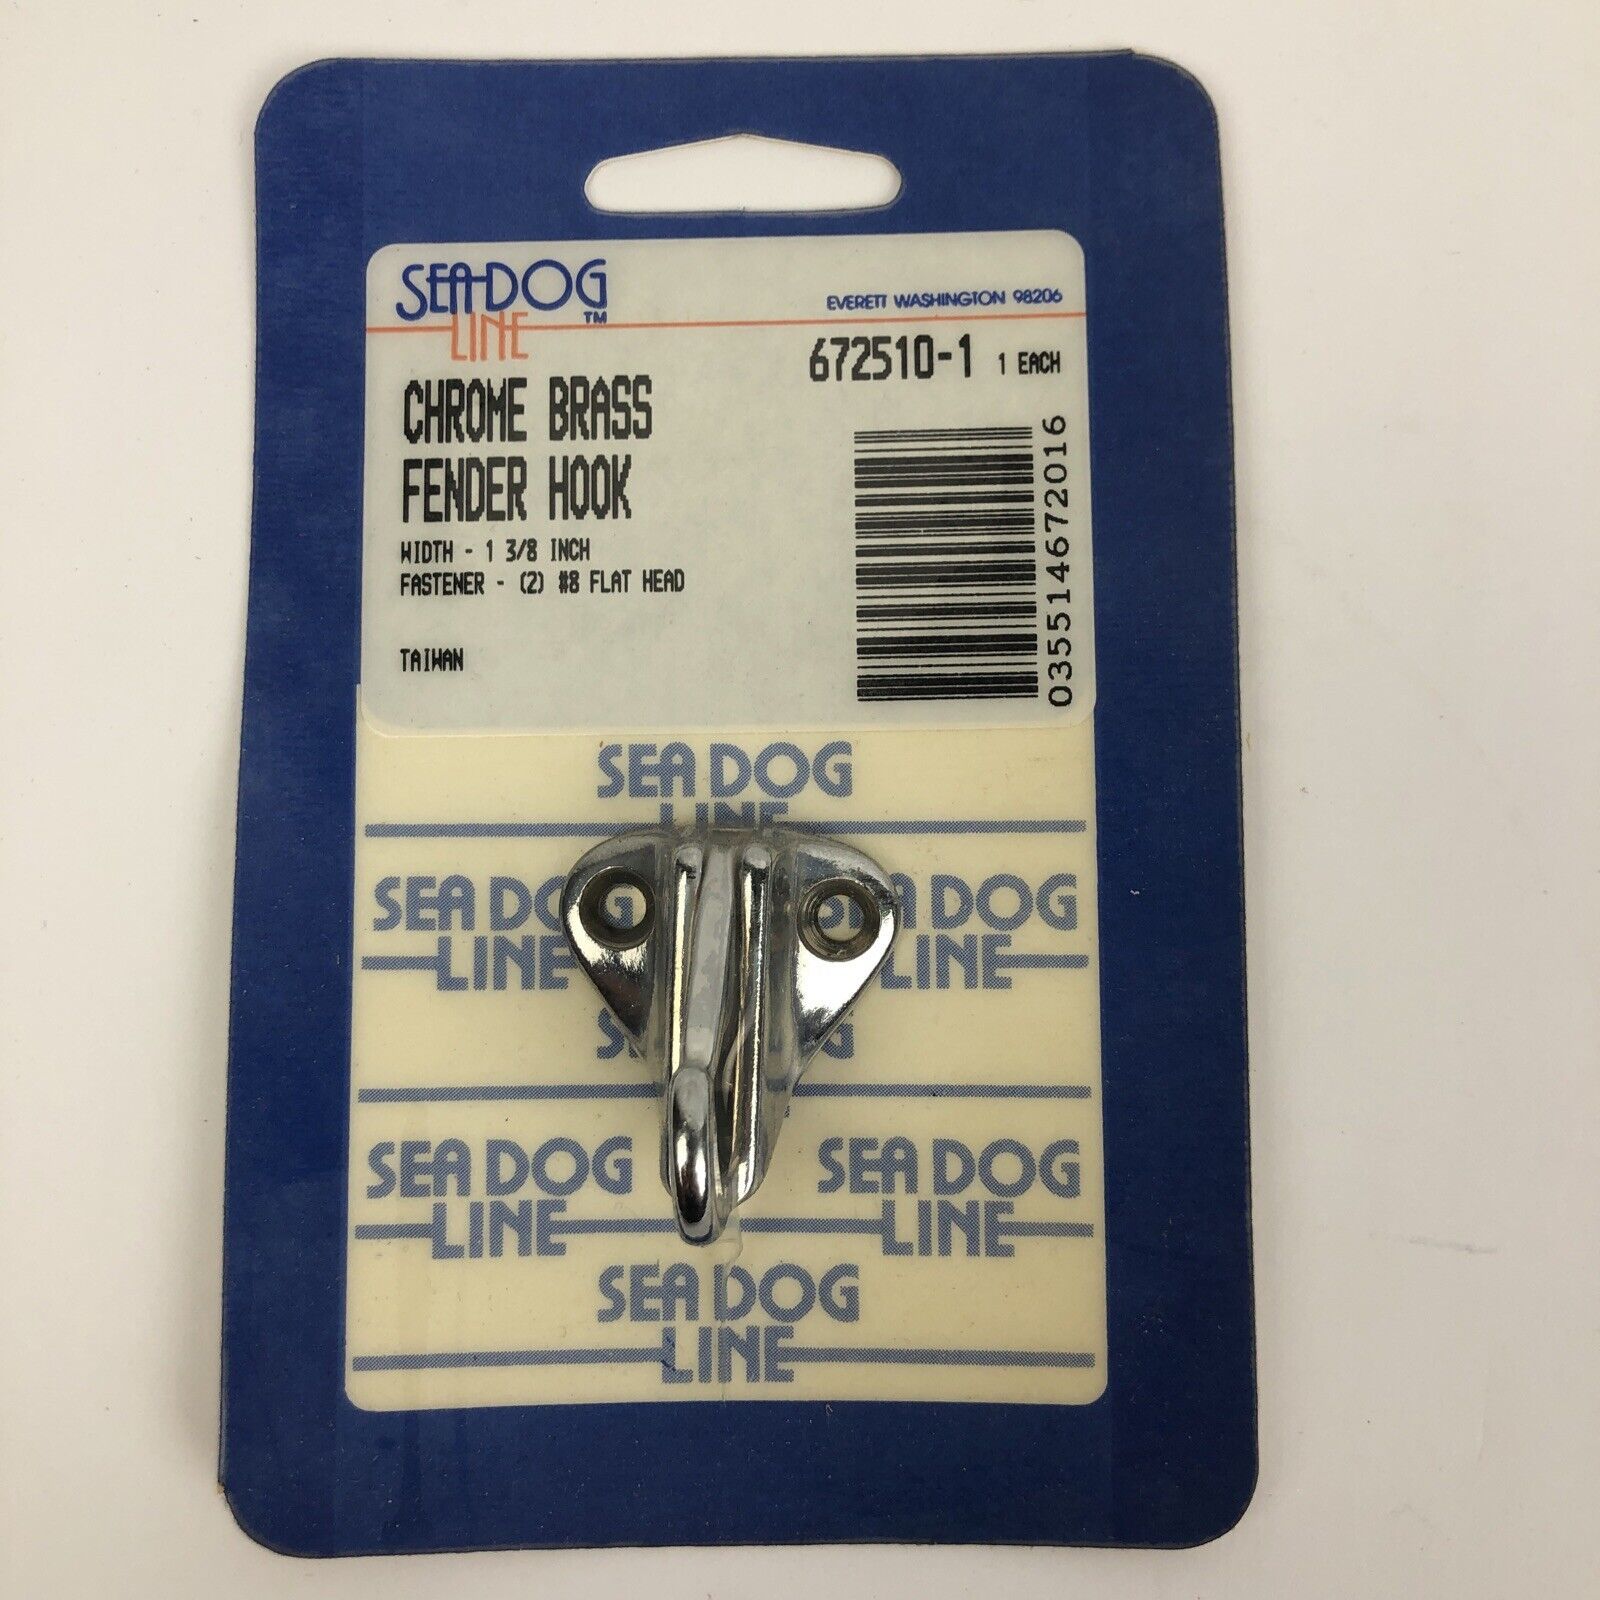 SEA-DOG
LINE TM
EVERETT WASHINGTON 98206
672510-1 1 EACH
CHROME BRASS
FENDER HOOK
WIDTH - 1 3/8 INCH
FASTENER - (2) #8 FLAT HEAD
TAIWAN
035514672016
SEA DOG
LINE
SEA DOG SEA DOG
LINE LINE
SEA DOG SEA DOG
LINE LINE
SEA DOG
LINE